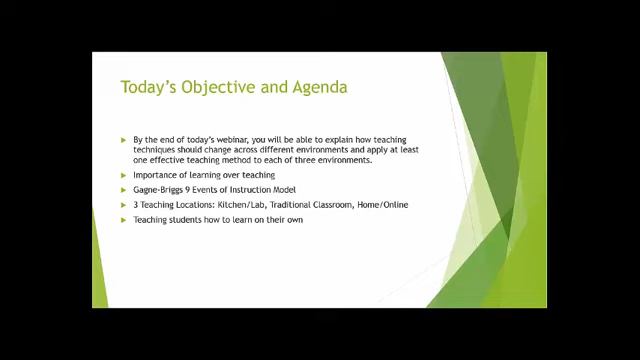 Today's Objective and Agenda
By the end of today's webinar, you will be able to explain how teaching
techniques should change across different environments and apply at least
one effective teaching method to each of three environments.
Importance of learning over teaching
Gagne-Briggs 9 Events of Instruction Model
3 Teaching Locations: Kitchen/Lab, Traditional Classroom, Home/Online
Teaching students how to learn on their own